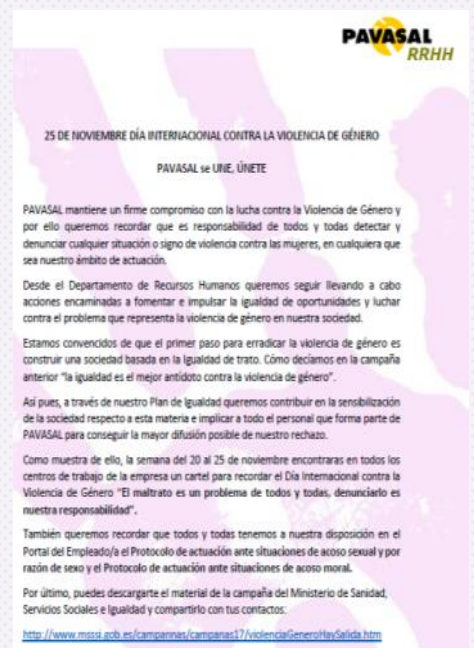 PAVASAL
RRHH
25 DE NOVIEMBRE DÍA INTERNACIONAL CONTRA LA VIOLENCIA DE GÉNERO
PAVASAL se UNE, ÚNETE
PAVASAL mantiene un firme compromiso con la lucha contra la Violencia de Género y
por ello queremos recordar que es responsabilidad de todos y todas detectar y
denunciar cualquier situación o signo de violencia contra las mujeres, en cualquiera que
sea nuestro ámbito de actuación.
Desde el Departamento de Recursos Humanos queremos seguir llevando a cabo
acciones encaminadas a fomentar e impulsar la igualdad de oportunidades y luchar
contra el problema que representa la violencia de género en nuestra sociedad.
Estamos convencidos de que el primer paso para erradicar la violencia de género es
construir una sociedad basada en la Igualdad de trato. Cómo decíamos en la campaña
anterior "la igualdad es el mejor antídoto contra la violencia de género".
Así pues, a través de nuestro Plan de Igualdad queremos contribuir en la sensibilización
de la sociedad respecto a esta materia e implicar a todo el personal que forma parte de
PAVASAL para conseguir la mayor difusión posible de nuestro rechazo.
Como muestra de ello, la semana del 20 al 25 de noviembre encontraras en todos los
centros de trabajo de la empresa un cartel para recordar el Día Internacional contra la
Violencia de Género "El maltrato es un problema de todos y todas, denunciarlo es
nuestra responsabilidad".
También queremos recordar que todos y todas tenemos a nuestra disposición en el
Portal del Empleado/a el Protocolo de actuación ante situaciones de acoso sexual y por
razón de sexo y el Protocolo de actuación ante situaciones de acoso moral.
Por último, puedes descargarte el material de la campaña del Ministerio de Sanidad,
Servicios Sociales e Igualdad y compartirlo con tus contactos:
http://www.msssi.gob.es/campannas/campanas17/violenciaGeneroHaySalida.htm